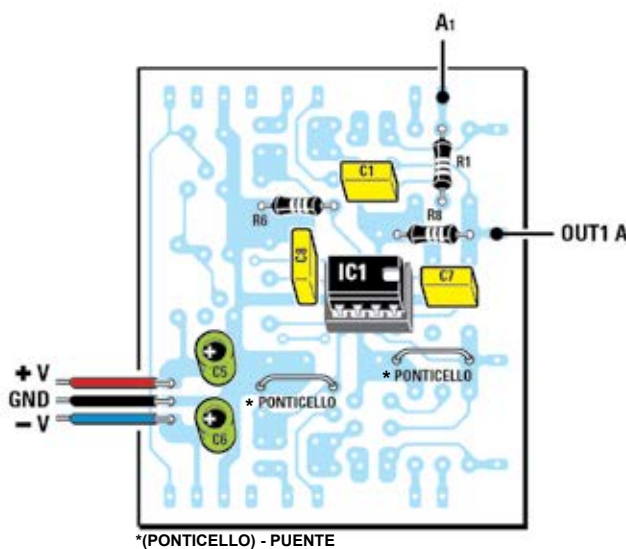 A1
R1
C1
R6
R8
OUT1 A
C8
IC1
C7
+
C5
+ V
GND
- V
* PONTICELLO
* PONTICELLO
+
C6
*(PONTICELLO) - PUENTE